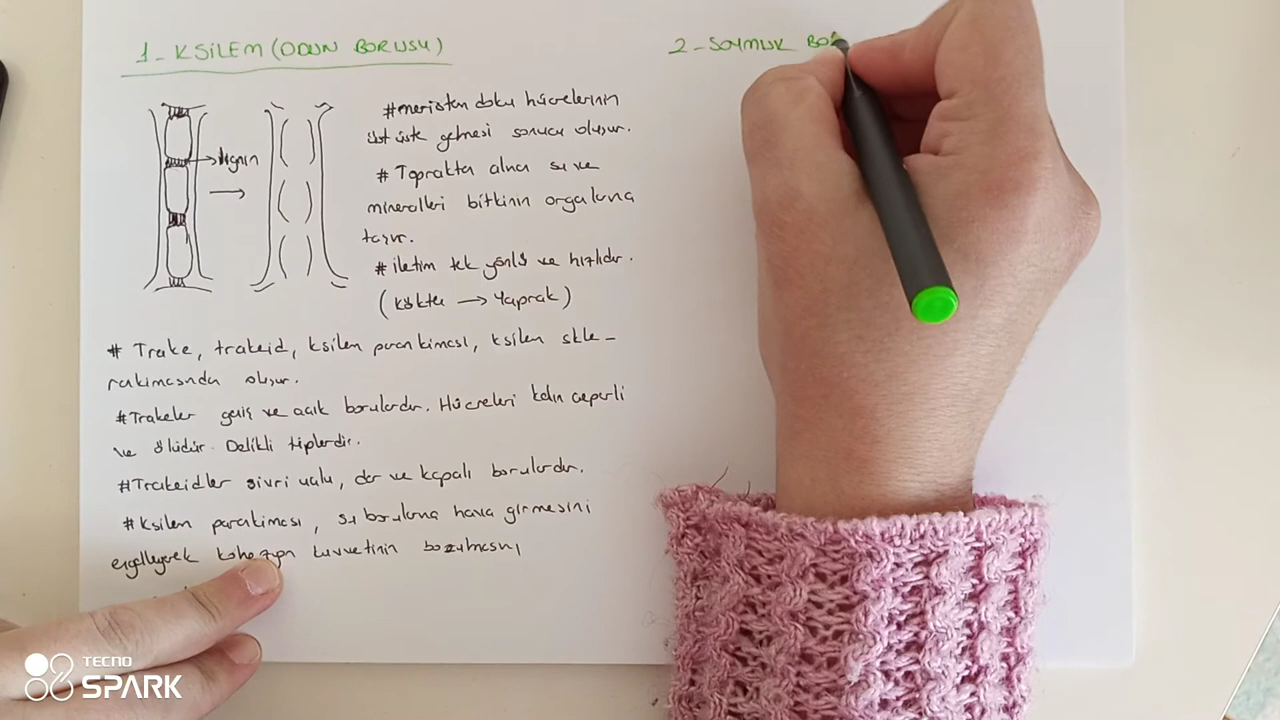 1_ KSİLEM (ODUN BORUSU)
#meristem doku hücrelerinin
üst üste gelmesi sonucu oluşur.
lignin
# Topraktan alınan su ve
mineralleri bitkinin organlarına
taşır.
# iletim tek yönlü ve hızlıdır.
(kökten → Yaprak)
# Trake, trakeid, ksilem parankiması, ksilem skle-
rankimasından oluşur.
#Trakeler geniş ve açık borulardır. Hücreleri kalın çeperli
ve ölüdür. Delikli tiplerdir.
#Trakeidler sivri uçlu, dar ve kapalı borulardır.
# Ksilem parankiması, su borularına hava girmesini
engelleyerek kohezyon kuvvetinin bozulmasını
2_SOYMUK BO
TECNO
SPARK